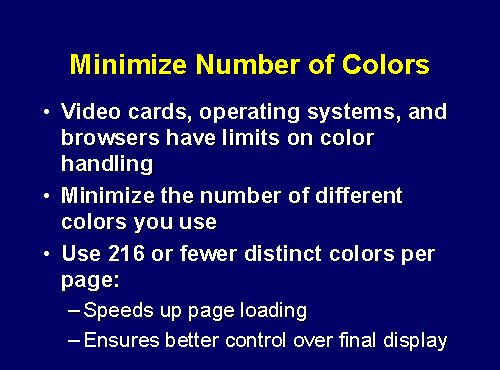 Minimize Number of Colors
• Video cards, operating systems, and
browsers have limits on color
handling
• Minimize the number of different
colors you use
• Use 216 or fewer distinct colors per
page:
–Speeds up page loading
–Ensures better control over final display